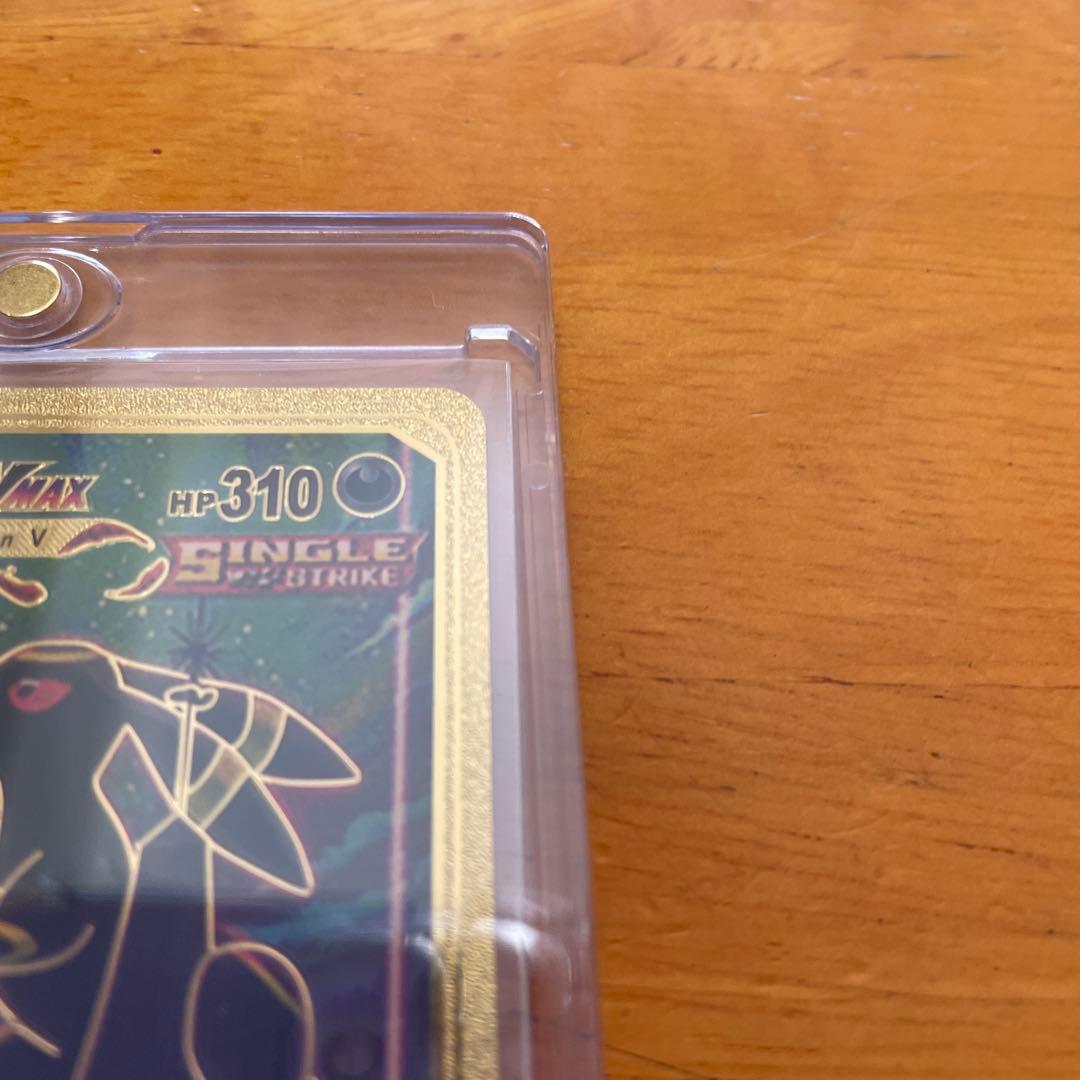 VMAX HP310
n V
SINGLE
STRIKE